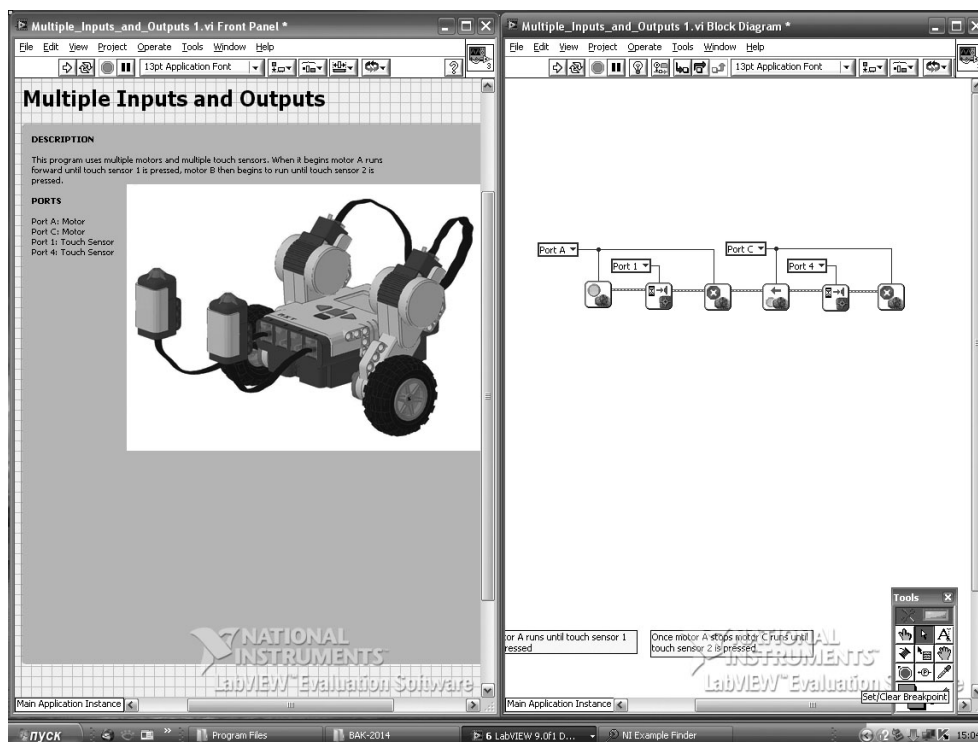 Multiple_Inputs_and_Outputs 1.vi Front Panel *
File Edit View Project Operate Tools Window Help
13pt Application Font
3
Multiple Inputs and Outputs
DESCRIPTION
This program uses multiple motors and multiple touch sensors. When it begins motor A runs
forward until touch sensor 1 is pressed, motor B then begins to run until touch sensor 2 is
pressed.
PORTS
Port A: Motor
Port C: Motor
Port 1: Touch Sensor
Port 4: Touch Sensor
NATIONAL
INSTRUMENTS
LabVIEW™ Evaluation Software
Main Application Instance
Multiple_Inputs_and_Outputs 1.vi Block Diagram *
File Edit View Project Operate Tools Window Help
13pt Application Font
Port A
Port C
Port 1
Port 4
tor A runs until touch sensor 1
ressed
Once motor A stops motor C runs until
touch sensor 2 is pressed
NATIONAL
INSTRUMENTS
LabVIEW™ Evaluation S
Tools
Set/Clear Breakpoint
Main Application Instance
пуск
Program Files
BAK-2014
6 LabVIEW 9.0f1 D...
NI Example Finder